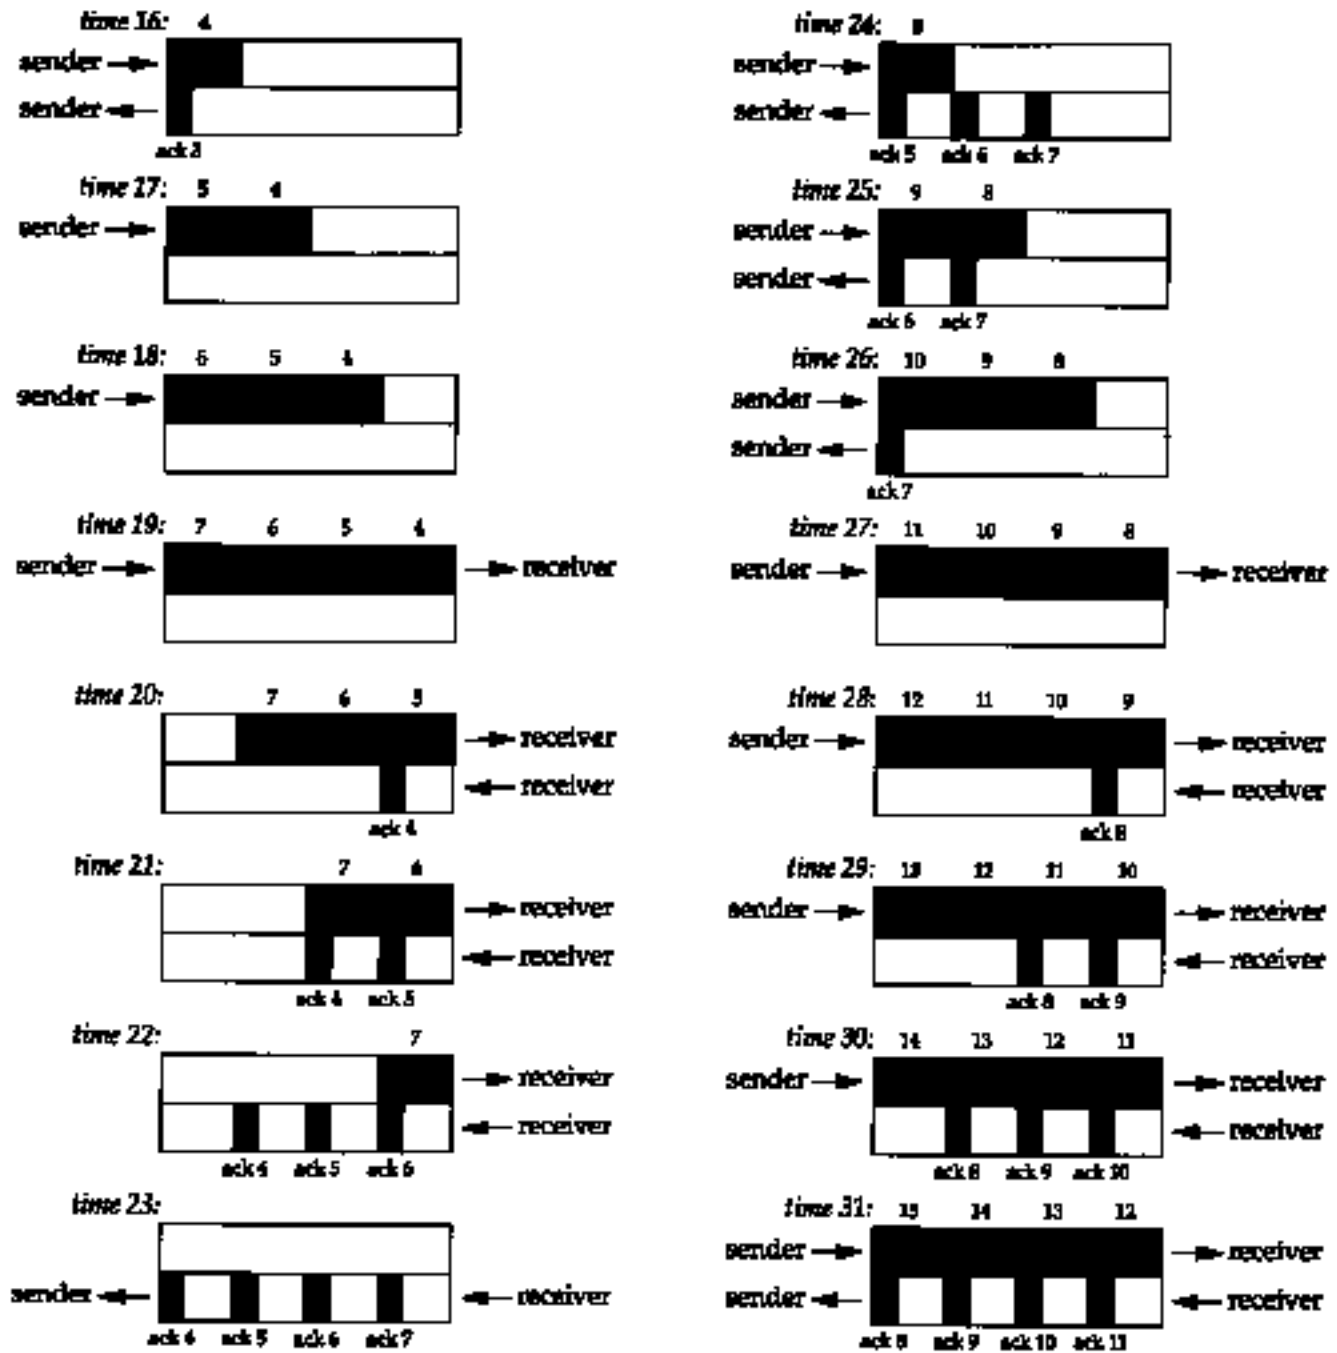 time 16: 4
sender
sender
ack 3
time 17: 5 4
sender
time 18: 6 5 4
sender
time 19: 7 6 5 4
sender receiver
time 20: 7 6 5
receiver
receiver
ack 4
time 21: 7 6
receiver
receiver
ack 4 ack 5
time 22: 7
receiver
receiver
ack 4 ack 5 ack 6
time 23:
sender receiver
ack 4 ack 5 ack 6 ack 7
time 24: 8
sender
sender
ack 5 ack 6 ack 7
time 25: 9 8
sender
sender
ack 6 ack 7
time 26: 10 9 8
sender
sender
ack 7
time 27: 11 10 9 8
sender receiver
time 28: 12 11 10 9
sender receiver
receiver
ack 8
time 29: 13 12 11 10
sender receiver
receiver
ack 8 ack 9
time 30: 14 13 12 11
sender receiver
receiver
ack 8 ack 9 ack 10
time 31: 15 14 13 12
sender receiver
sender receiver
ack 8 ack 9 ack 10 ack 11